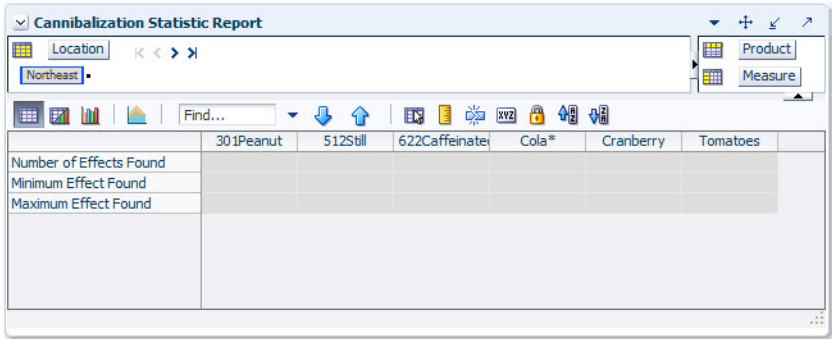 Cannibalization Statistic Report
Location
Product
Northeast
Measure
Find...
XYZ
301Peanut 512Still 622Caffeinate Cola* Cranberry Tomatoes
Number of Effects Found
Minimum Effect Found
Maximum Effect Found